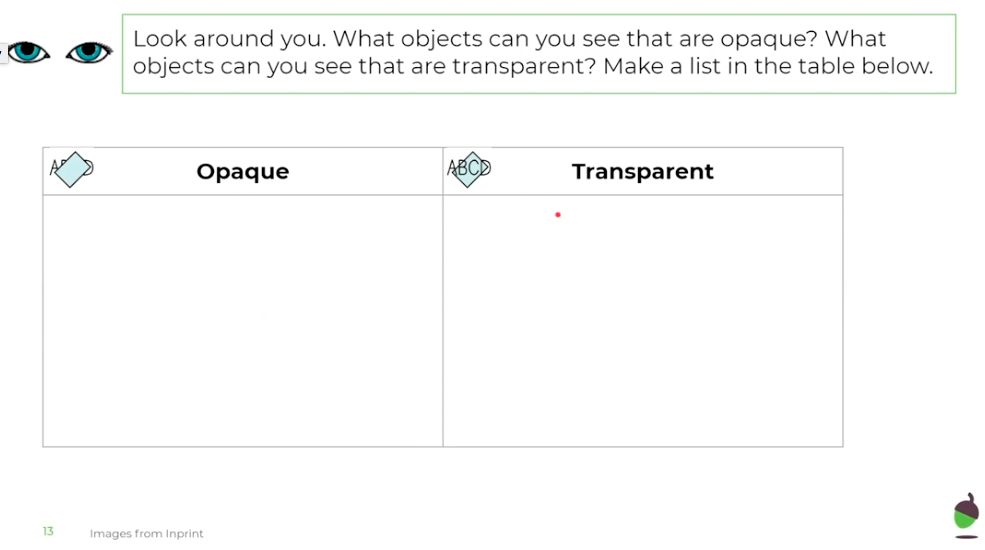 Look around you. What objects can you see that are opaque? What
objects can you see that are transparent? Make a list in the table below.
Opaque
ABCD
Transparent
13
Images from Inprint